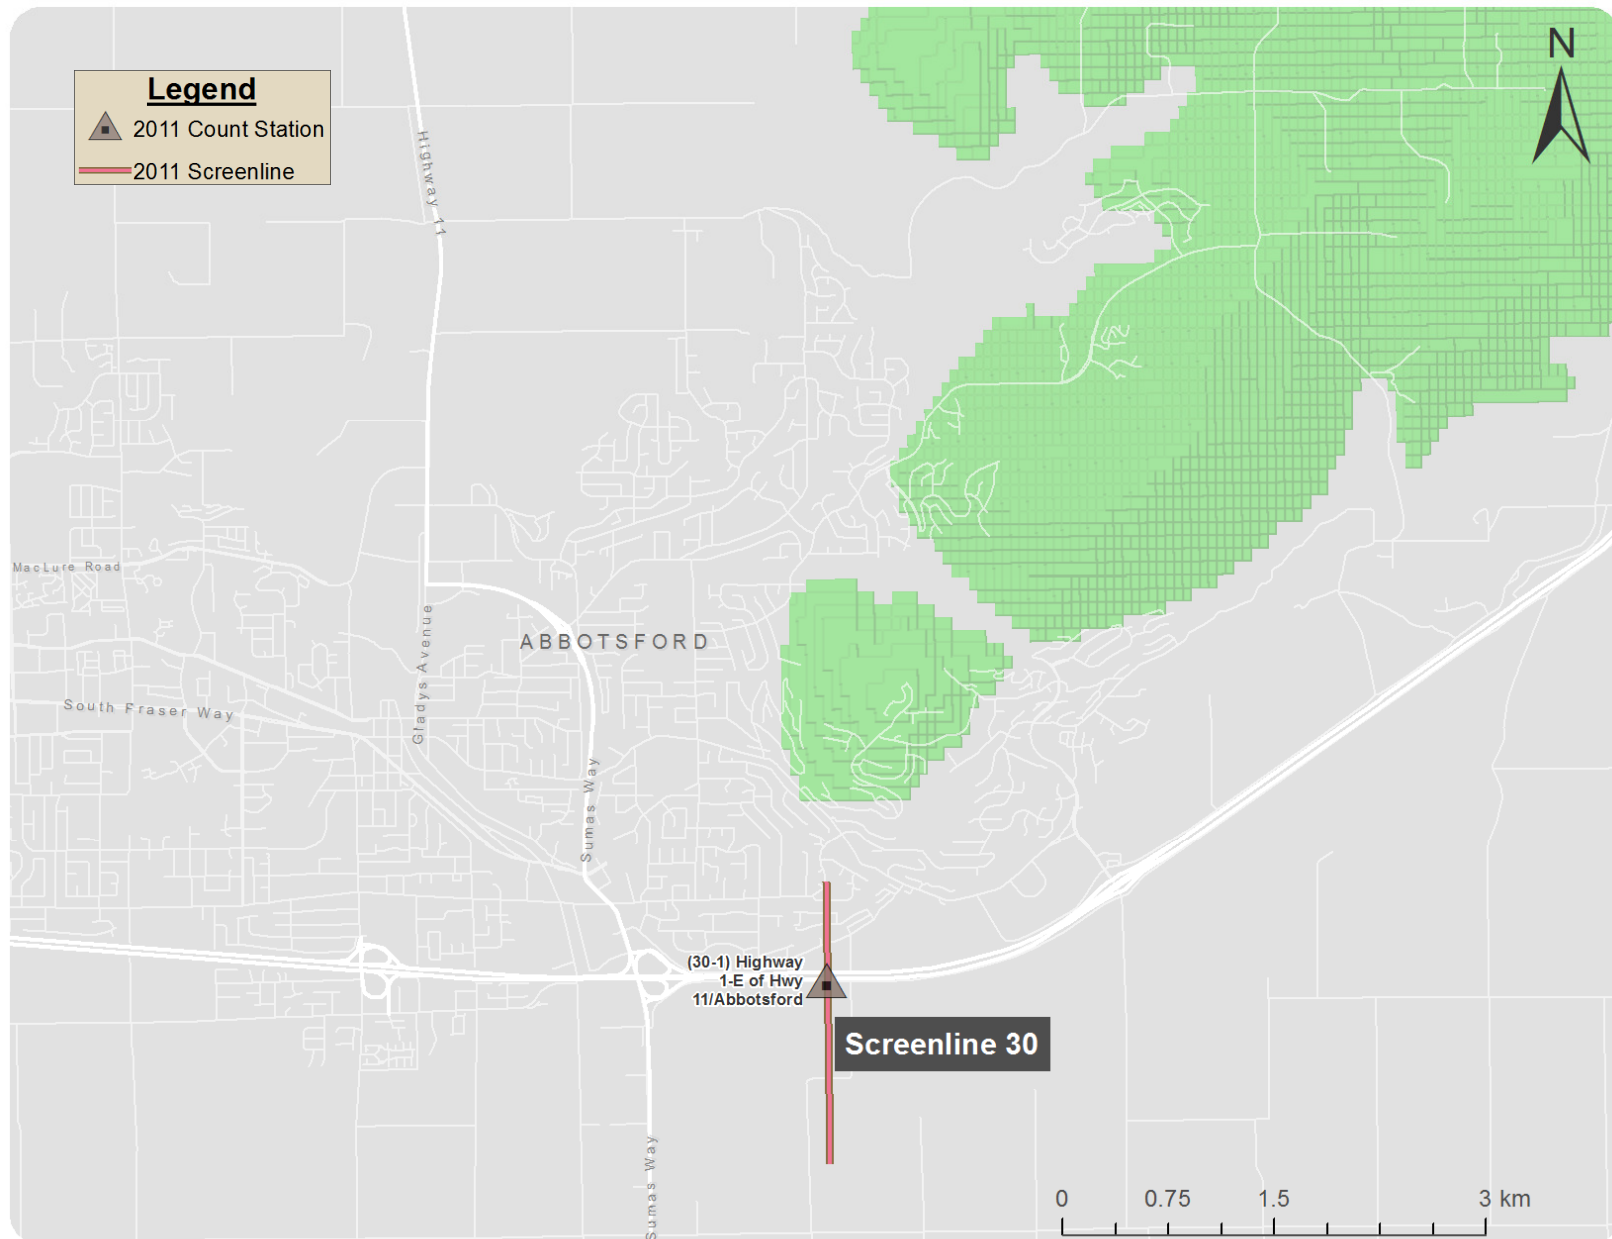 N
Legend
2011 Count Station
2011 Screenline
Highway 11
MacLure Road
ABBOTSFORD
Gladys Avenue
South Fraser Way
Sumas Way
(30-1) Highway
1-E of Hwy
11/Abbotsford
Screenline 30
Sumas Way
0 0.75 1.5 3 km